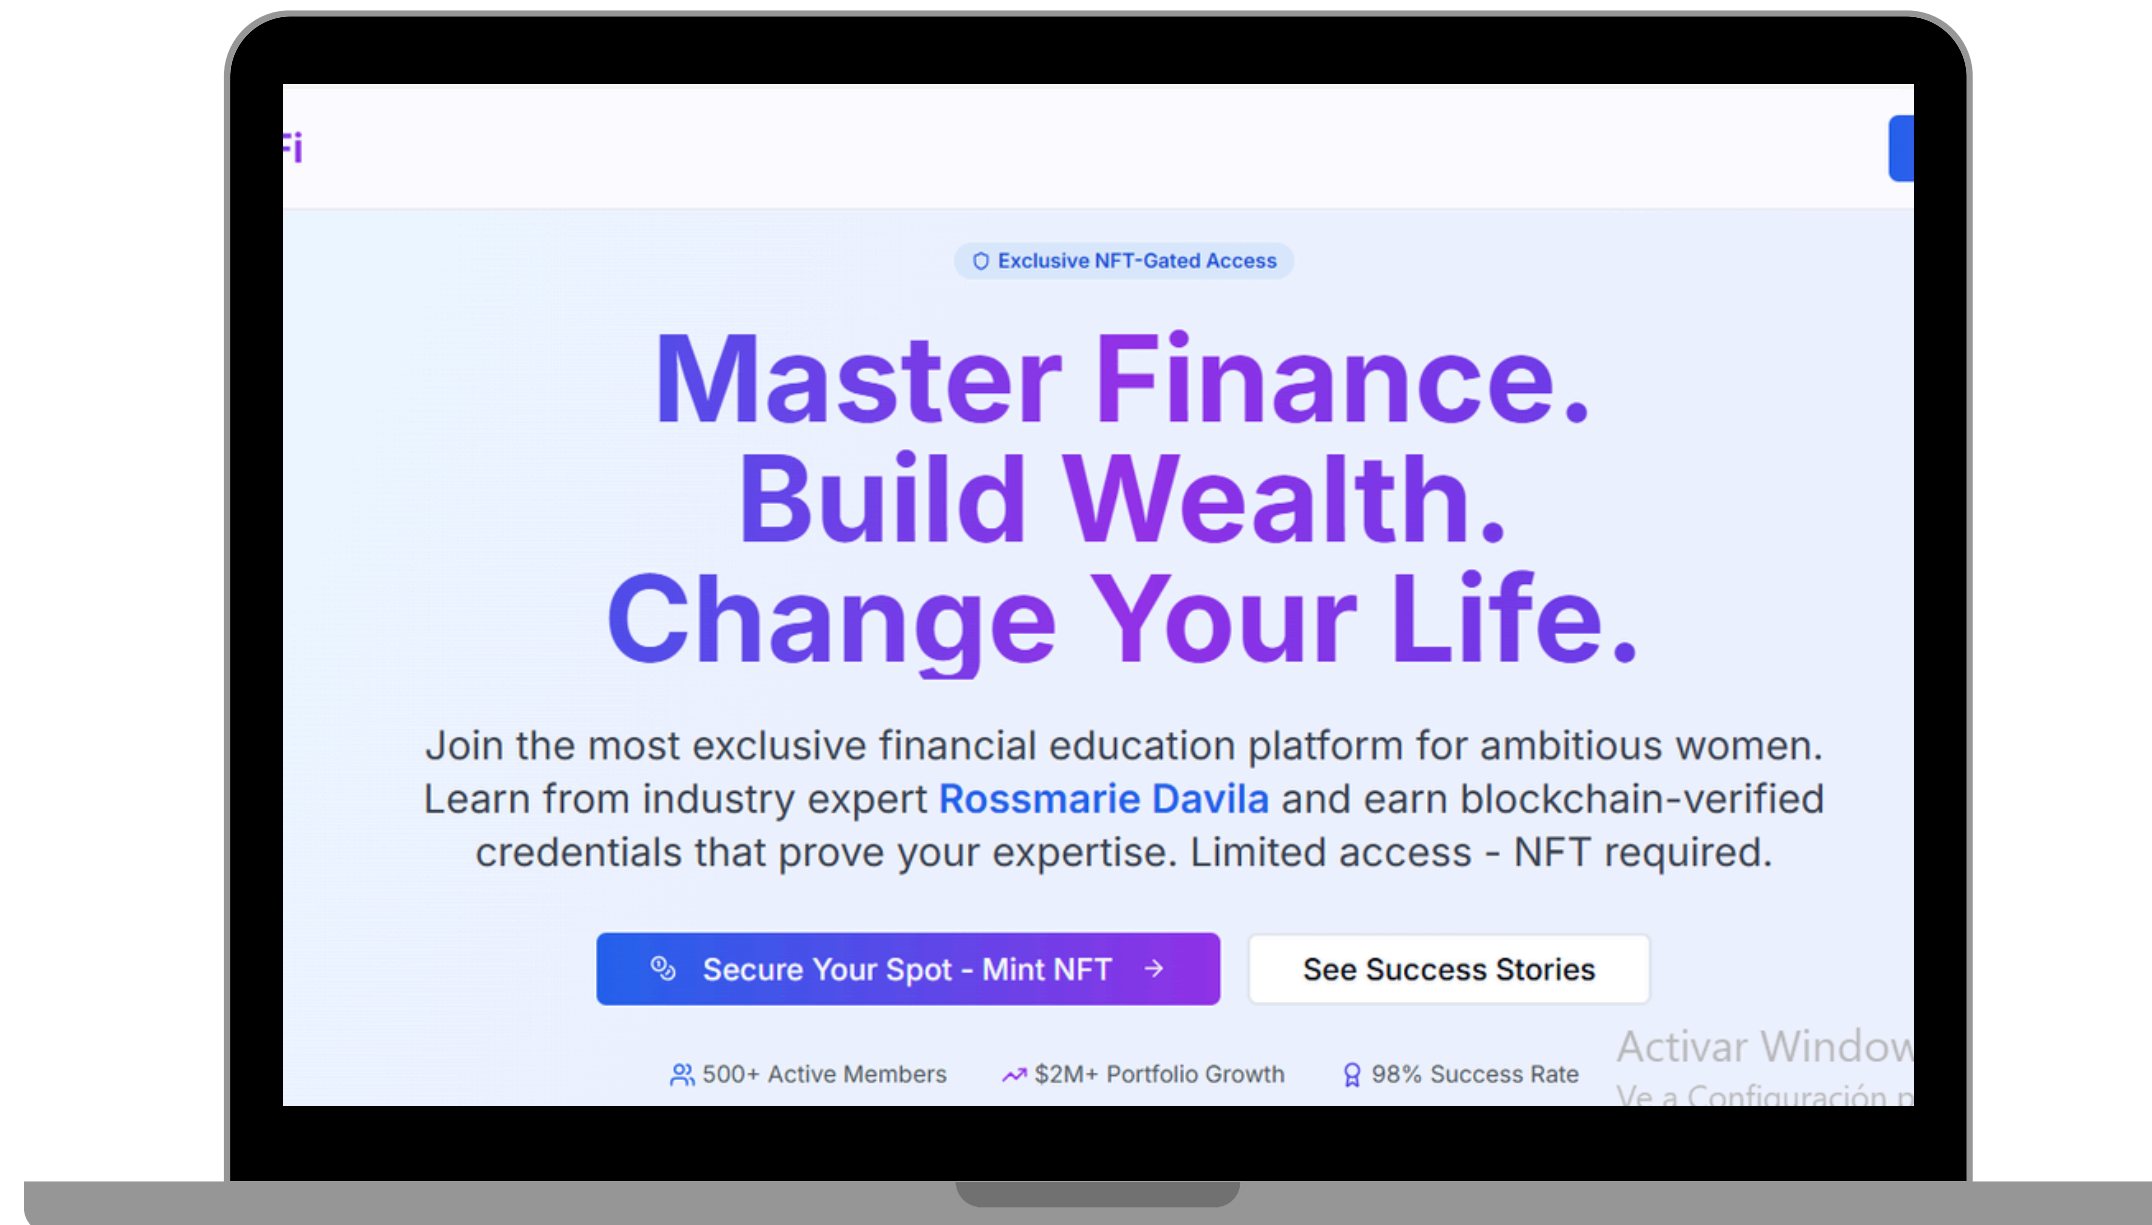 Fi
Exclusive NFT-Gated Access
Master Finance.
Build Wealth.
Change Your Life.
Join the most exclusive financial education platform for ambitious women.
Learn from industry expert Rossmarie Davila and earn blockchain-verified
credentials that prove your expertise. Limited access - NFT required.
Secure Your Spot - Mint NFT
See Success Stories
500+ Active Members
$2M+ Portfolio Growth
98% Success Rate
Activar Window
Ve a Configuración p